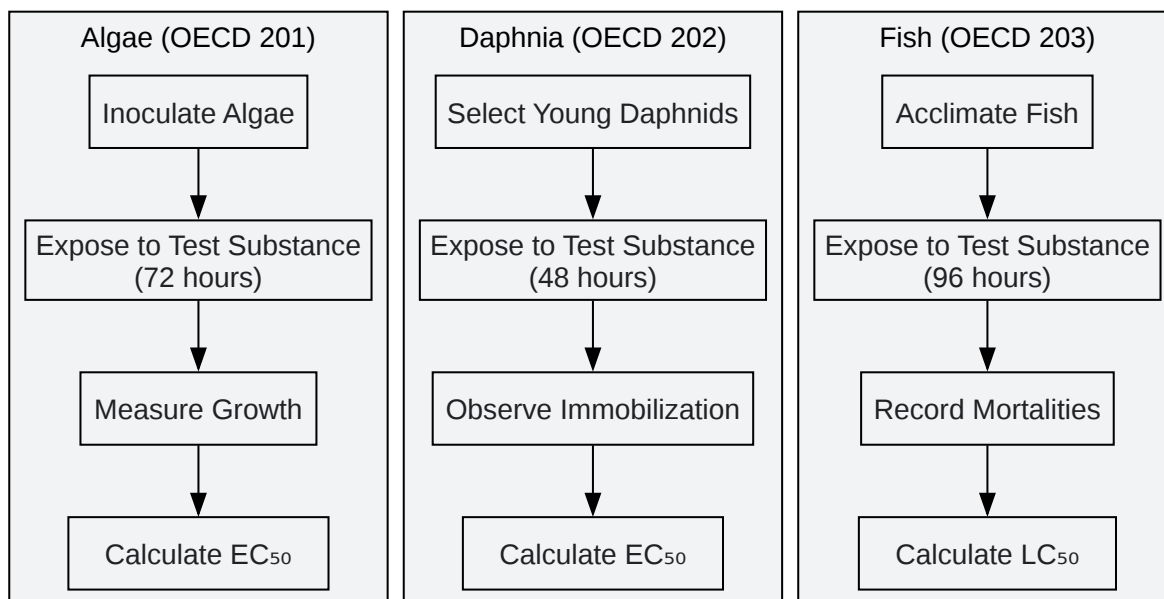 Algae (OECD 201)
Inoculate Algae
Expose to Test Substance
(72 hours)
Measure Growth
Calculate EC₅₀
Daphnia (OECD 202)
Select Young Daphnids
Expose to Test Substance
(48 hours)
Observe Immobilization
Calculate EC₅₀
Fish (OECD 203)
Acclimate Fish
Expose to Test Substance
(96 hours)
Record Mortalities
Calculate LC₅₀